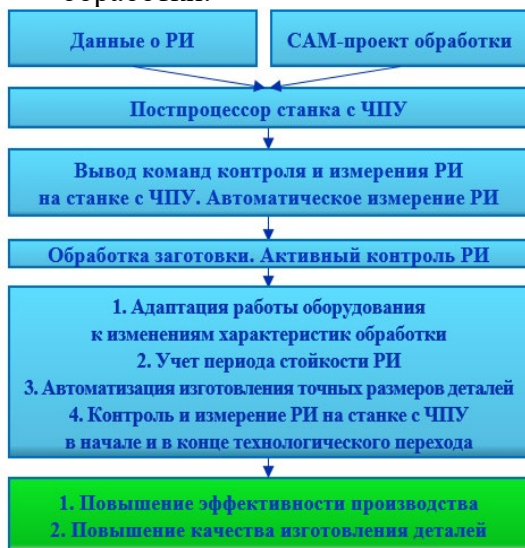 обработки.
Данные о РИ
САМ-проект обработки
Постпроцессор станка с ЧПУ
Вывод команд контроля и измерения РИ
на станке с ЧПУ. Автоматическое измерение РИ
Обработка заготовки. Активный контроль РИ
1. Адаптация работы оборудования
к изменениям характеристик обработки
2. Учет периода стойкости РИ
3. Автоматизация изготовления точных размеров деталей
4. Контроль и измерение РИ на станке с ЧПУ
в начале и в конце технологического перехода
1. Повышение эффективности производства
2. Повышение качества изготовления деталей